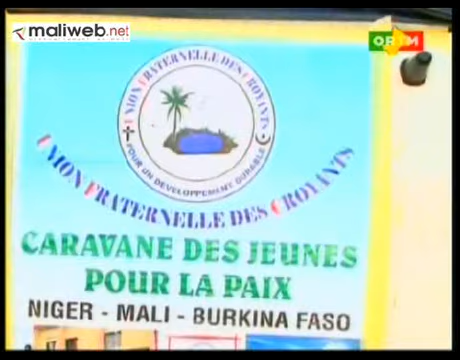 maliweb.net
ORTM
UNION FRATERNELLE DES CROYANTS
POUR UN DEVELOPPEMENT DURABLE
UNION FRATERNELLE DES CROYANTS
CARAVANE DES JEUNES
POUR LA PAIX
NIGER - MALI - BURKINA FASO